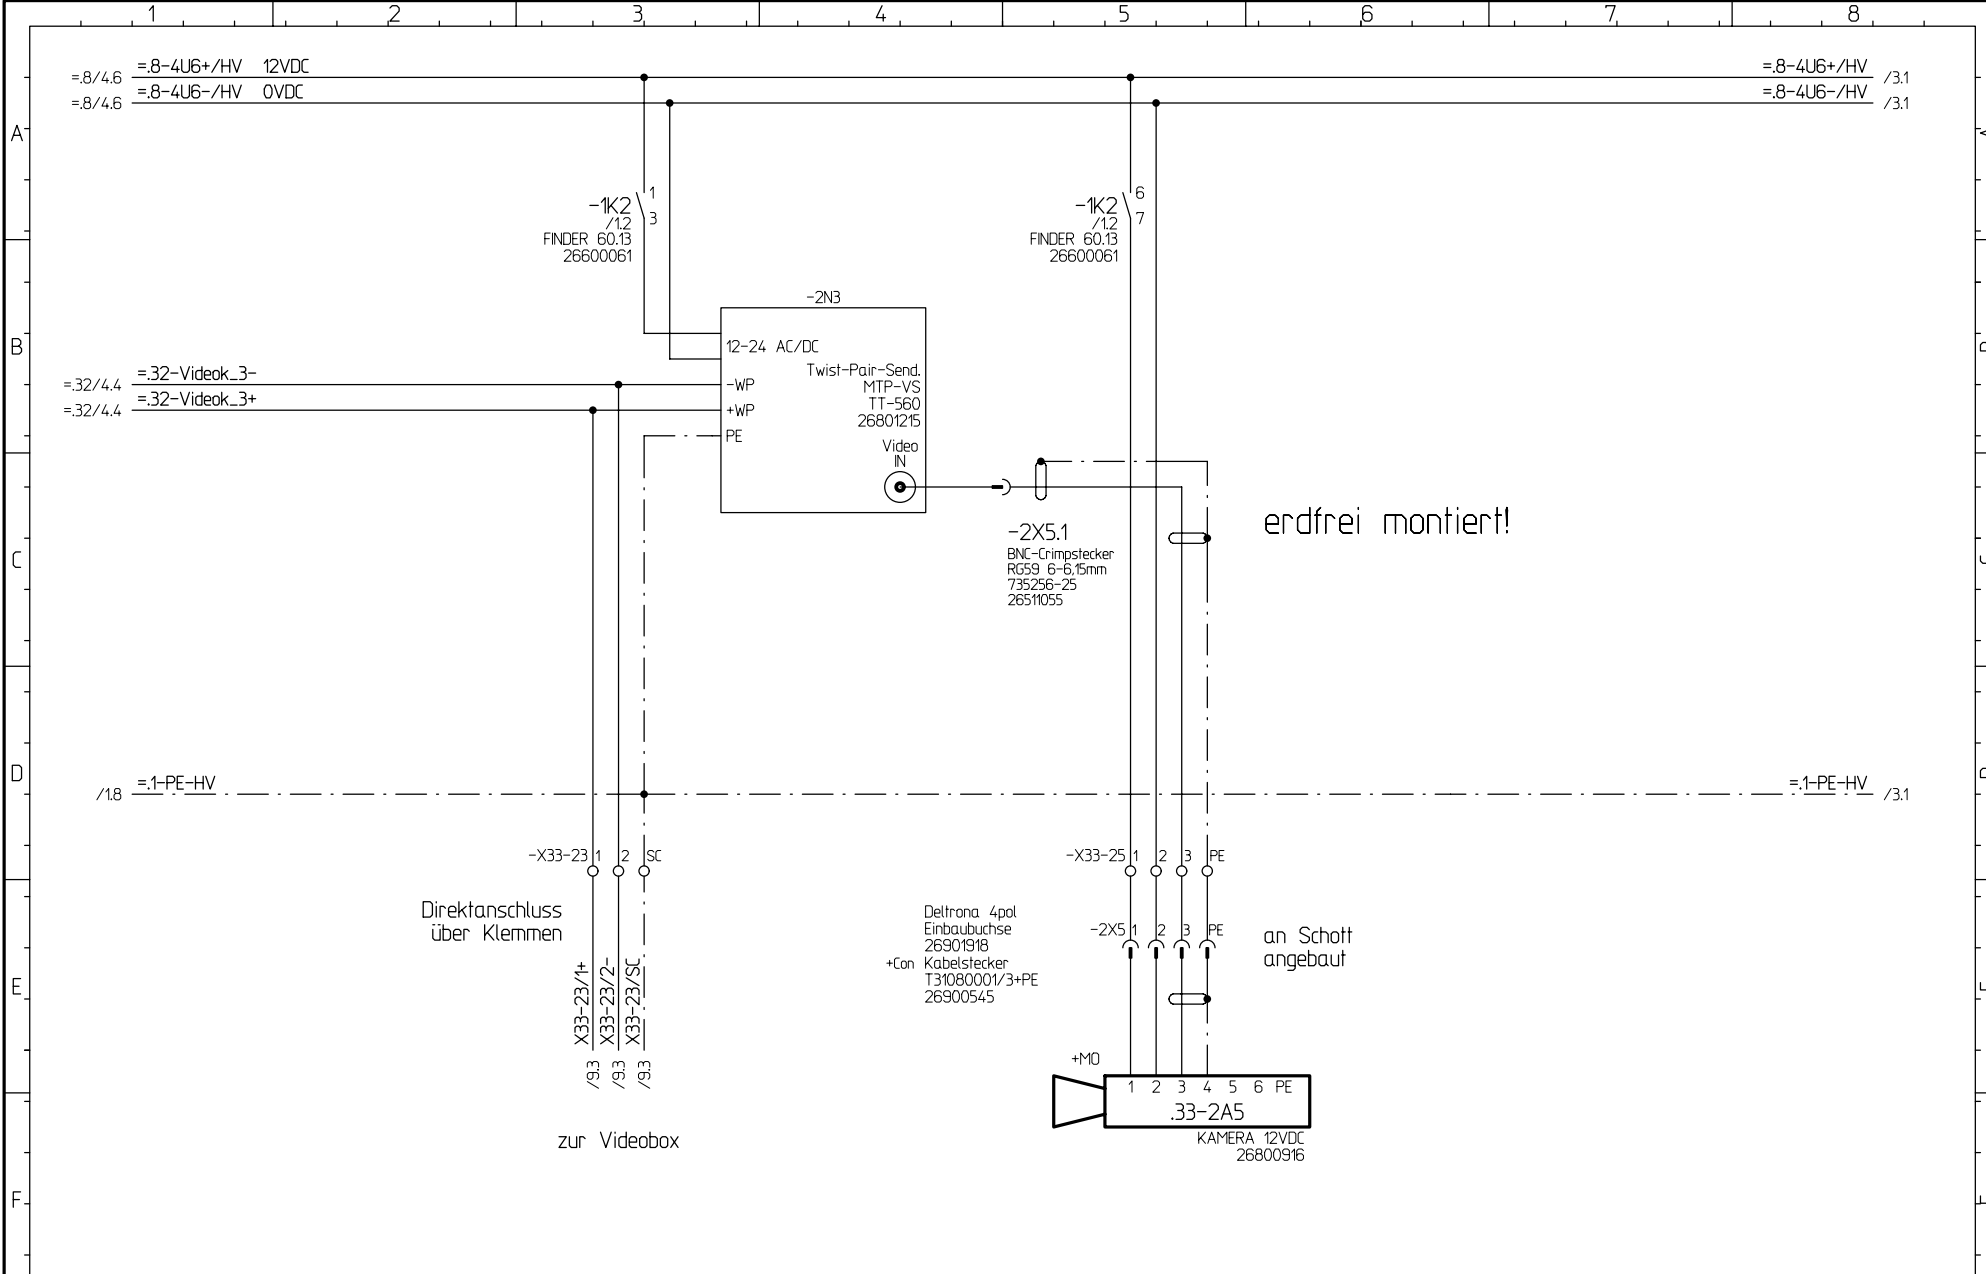 1 2 3 4 5 6 7 8
=.8/4.6 =.8-4U6+/HV 12VDC =.8-4U6+/HV /3.1
=.8/4.6 =.8-4U6-/HV 0VDC =.8-4U6-/HV /3.1
A
-1K2 1
/1.2 3
FINDER 60.13
26600061
-1K2 6
/1.2 7
FINDER 60.13
26600061
-2N3
B
12-24 AC/DC
Twist-Pair-Send.
MTP-VS
TT-560
26801215
=.32/4.4 =.32-Videok_3- -WP
=.32/4.4 =.32-Videok_3+ +WP
PE
Video
IN
-2X5.1
BNC-Crimpstecker
RG59 6-6,15mm
735256-25
26511055
erdfrei montiert!
C
D
/1.8 =.1-PE-HV =.1-PE-HV /3.1
-X33-23 1 2 SC
-X33-25 1 2 3 PE
Direktanschluss
über Klemmen
Deltrona 4pol
Einbaubuchse
26901918
+Con Kabelstecker
T31080001/3+PE
26900545
-2X5 1 2 3 PE
an Schott
angebaut
E
X33-23/1+
X33-23/2-
X33-23/SC
/9.3
/9.3
/9.3
+M0
1 2 3 4 5 6 PE
.33-2A5
KAMERA 12VDC
26800916
zur Videobox
F